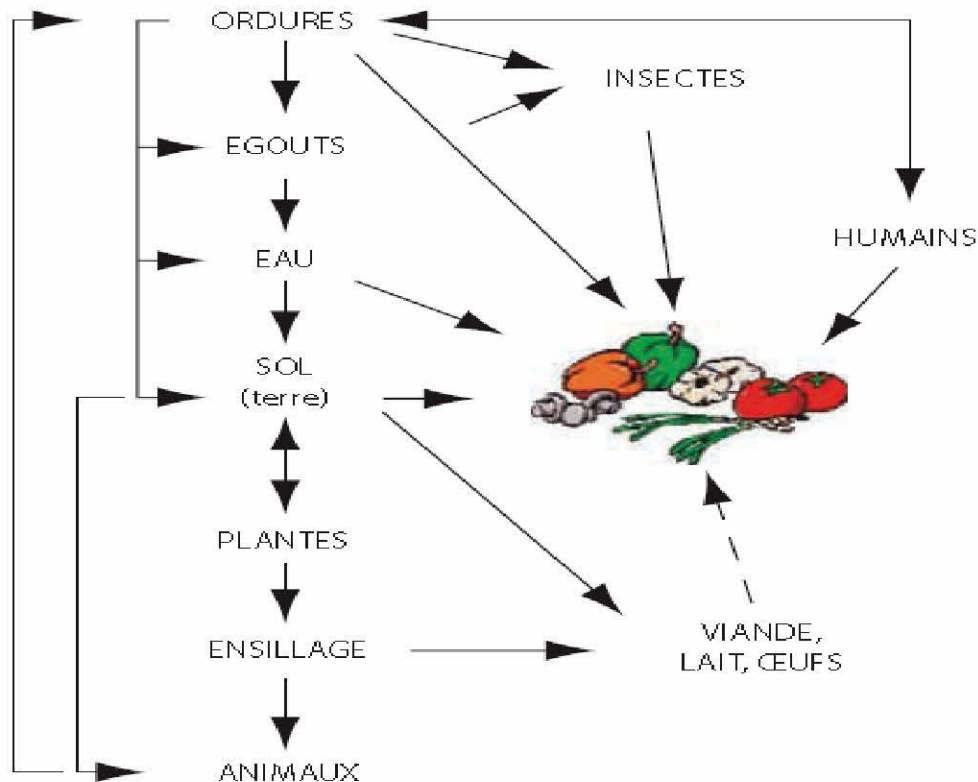 ORDURES
INSECTES
EGOUTS
HUMAINS
EAU
SOL
(terre)
PLANTES
VIANDE,
LAIT, ŒUFS
ENSILLAGE
ANIMAUX